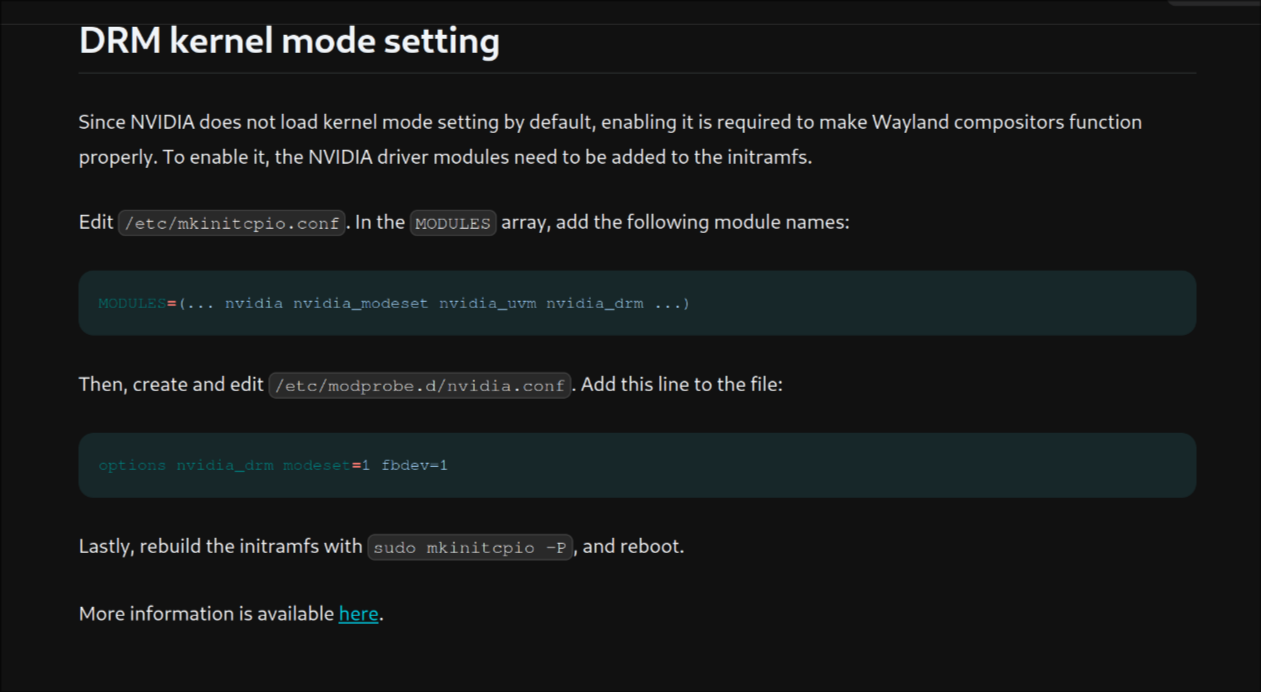 DRM kernel mode setting
Since NVIDIA does not load kernel mode setting by default, enabling it is required to make Wayland compositors function
properly. To enable it, the NVIDIA driver modules need to be added to the initramfs.
Edit /etc/mkinitcpio.conf. In the MODULES array, add the following module names:
MODULES=(... nvidia nvidia_modeset nvidia_uvm nvidia_drm ...)
Then, create and edit /etc/modprobe.d/nvidia.conf. Add this line to the file:
options nvidia_drm modeset=1 fbdev=1
Lastly, rebuild the initramfs with sudo mkinitcpio -P, and reboot.
More information is available here.